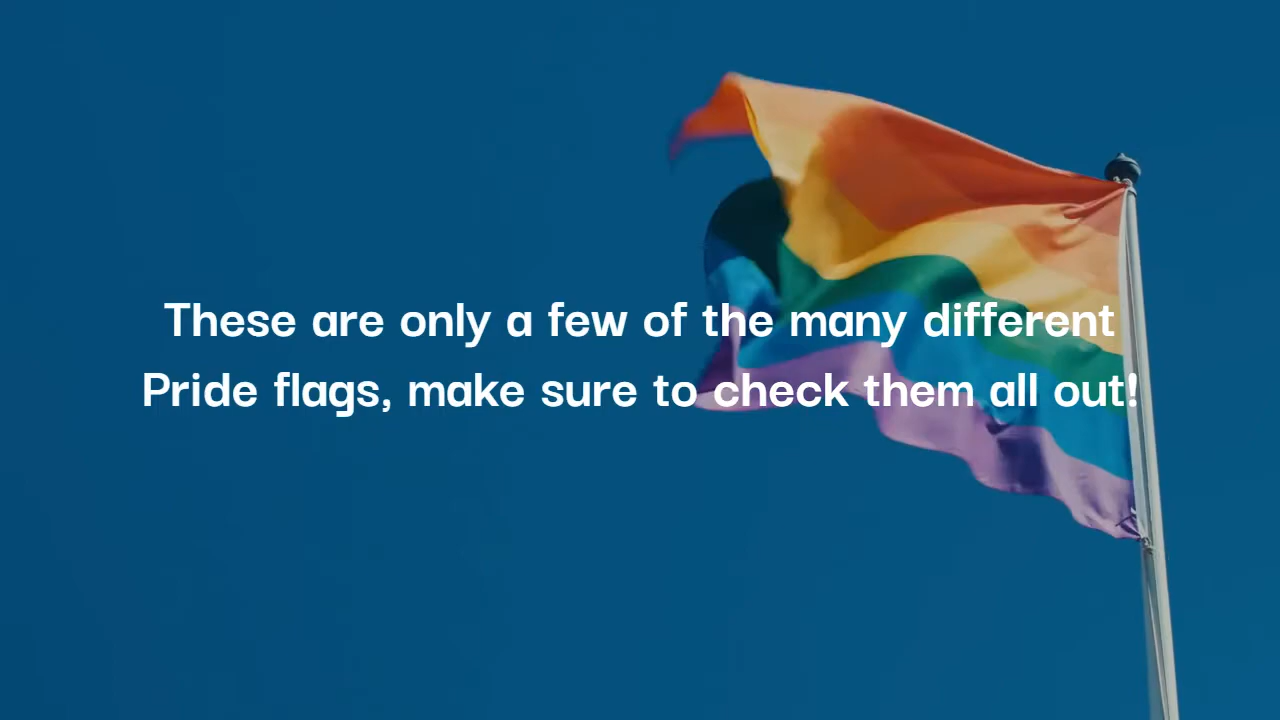 These are only a few of the many different
Pride flags, make sure to check them all out!